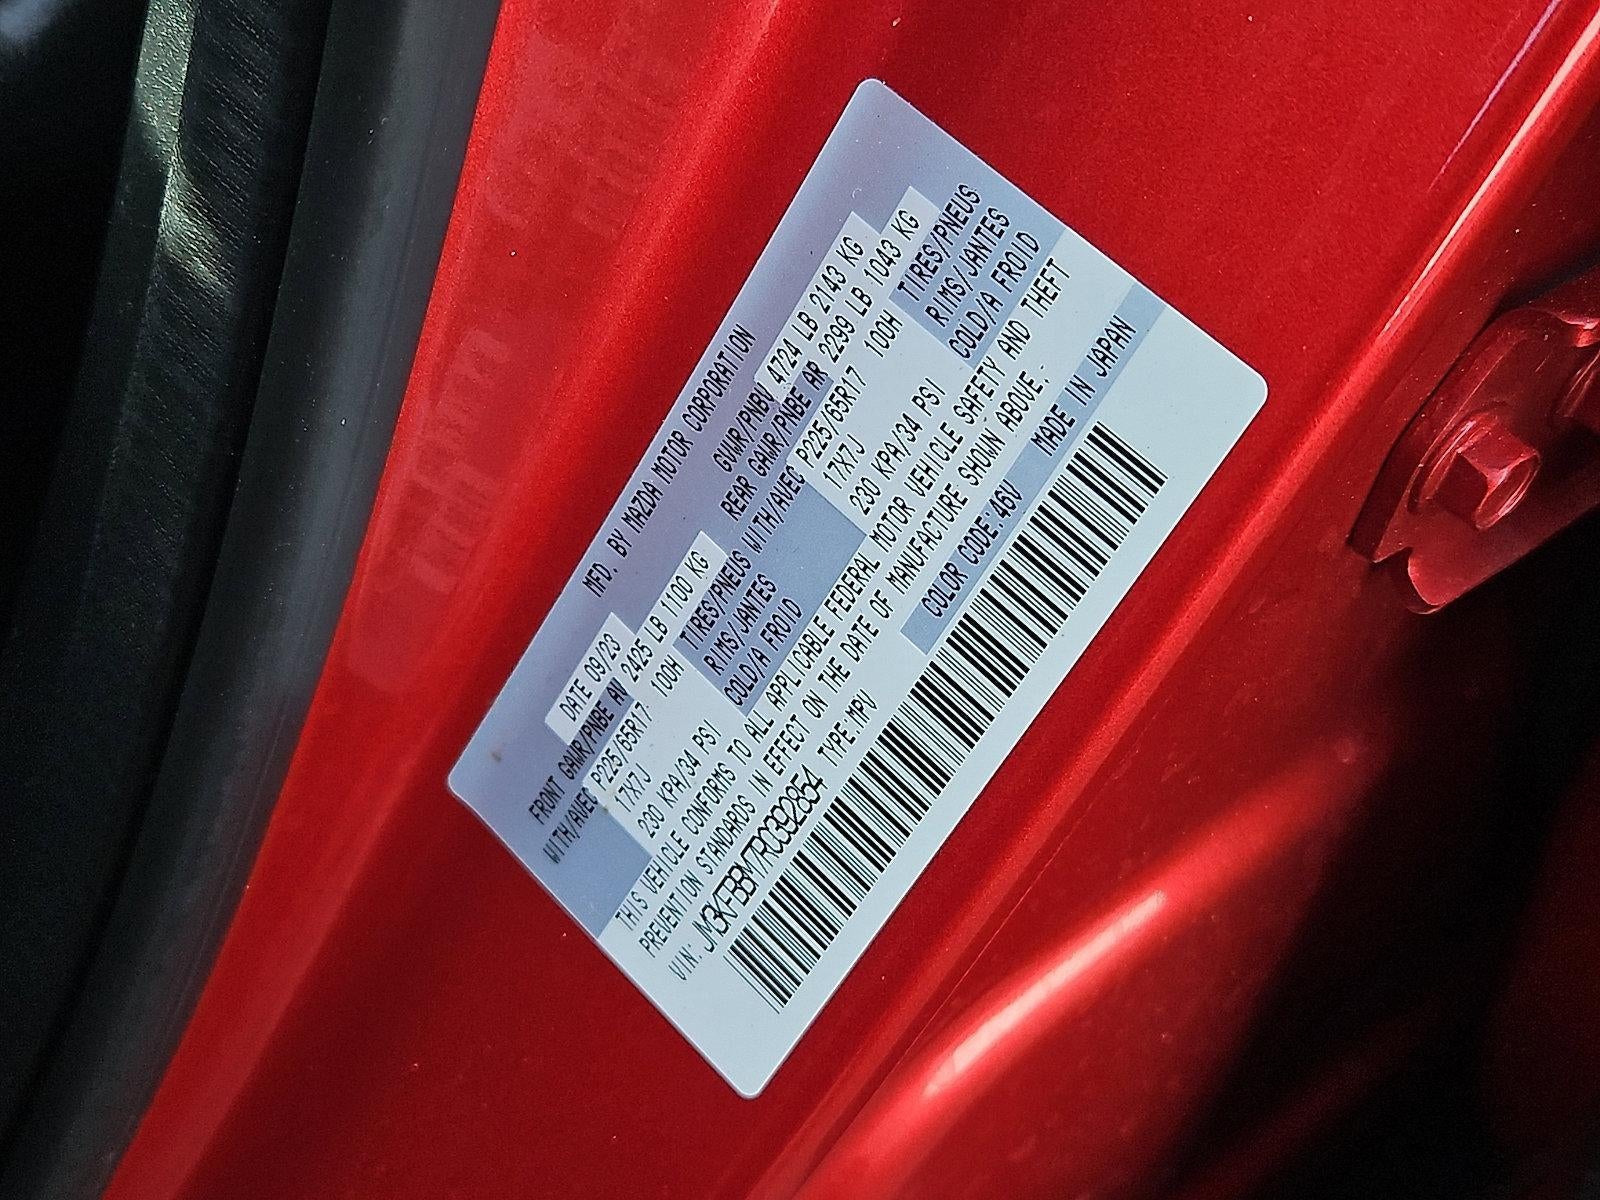 MFD. BY MAZDA MOTOR CORPORATION
DATE 09/23 GVWR/PNBV 4724 LB 2143 KG
FRONT GAWR/PNBE AV 2425 LB 1100 KG REAR GAWR/PNBE AR 2299 LB 1043 KG
WITH/AVEC P225/65R17 100H TIRES/PNEUS WITH/AVEC P225/65R17 100H TIRES/PNEUS
17X7J RIMS/JANTES 17X7J RIMS/JANTES
230 KPA/34 PSI COLD/A FROID 230 KPA/34 PSI COLD/A FROID
THIS VEHICLE CONFORMS TO ALL APPLICABLE FEDERAL MOTOR VEHICLE SAFETY AND THEFT
PREVENTION STANDARDS IN EFFECT ON THE DATE OF MANUFACTURE SHOWN ABOVE.
VIN: JM3KFBBM7R0392854 TYPE:MPV COLOR CODE:46V MADE IN JAPAN